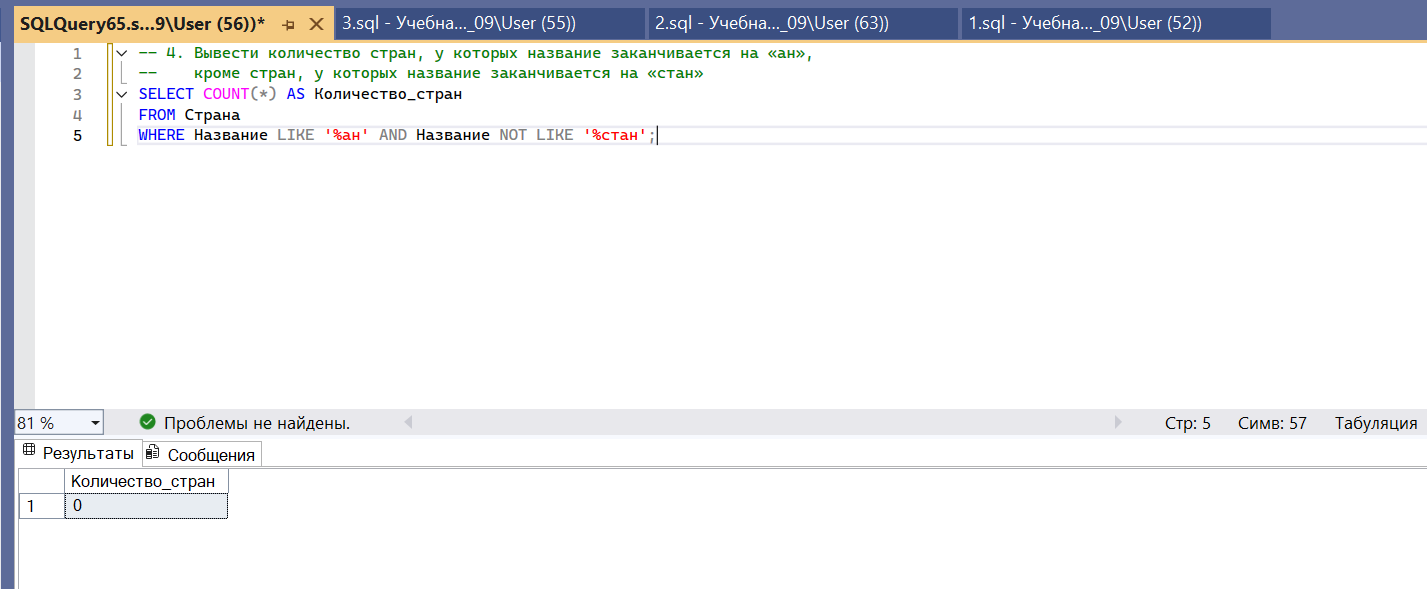 SQLQuery65.s...9\User (56))*
3.sql - Учебна..._09\User (55))
2.sql - Учебна..._09\User (63))
1.sql - Учебна..._09\User (52))
1 -- 4. Вывести количество стран, у которых название заканчивается на «ан»,
2 --    кроме стран, у которых название заканчивается на «стан»
3 SELECT COUNT(*) AS Количество_стран
4 FROM Страна
5 WHERE Название LIKE '%ан' AND Название NOT LIKE '%стан';
81 % Проблемы не найдены. Стр: 5 Симв: 57 Табуляция
Результаты Сообщения
Количество_стран
1 0